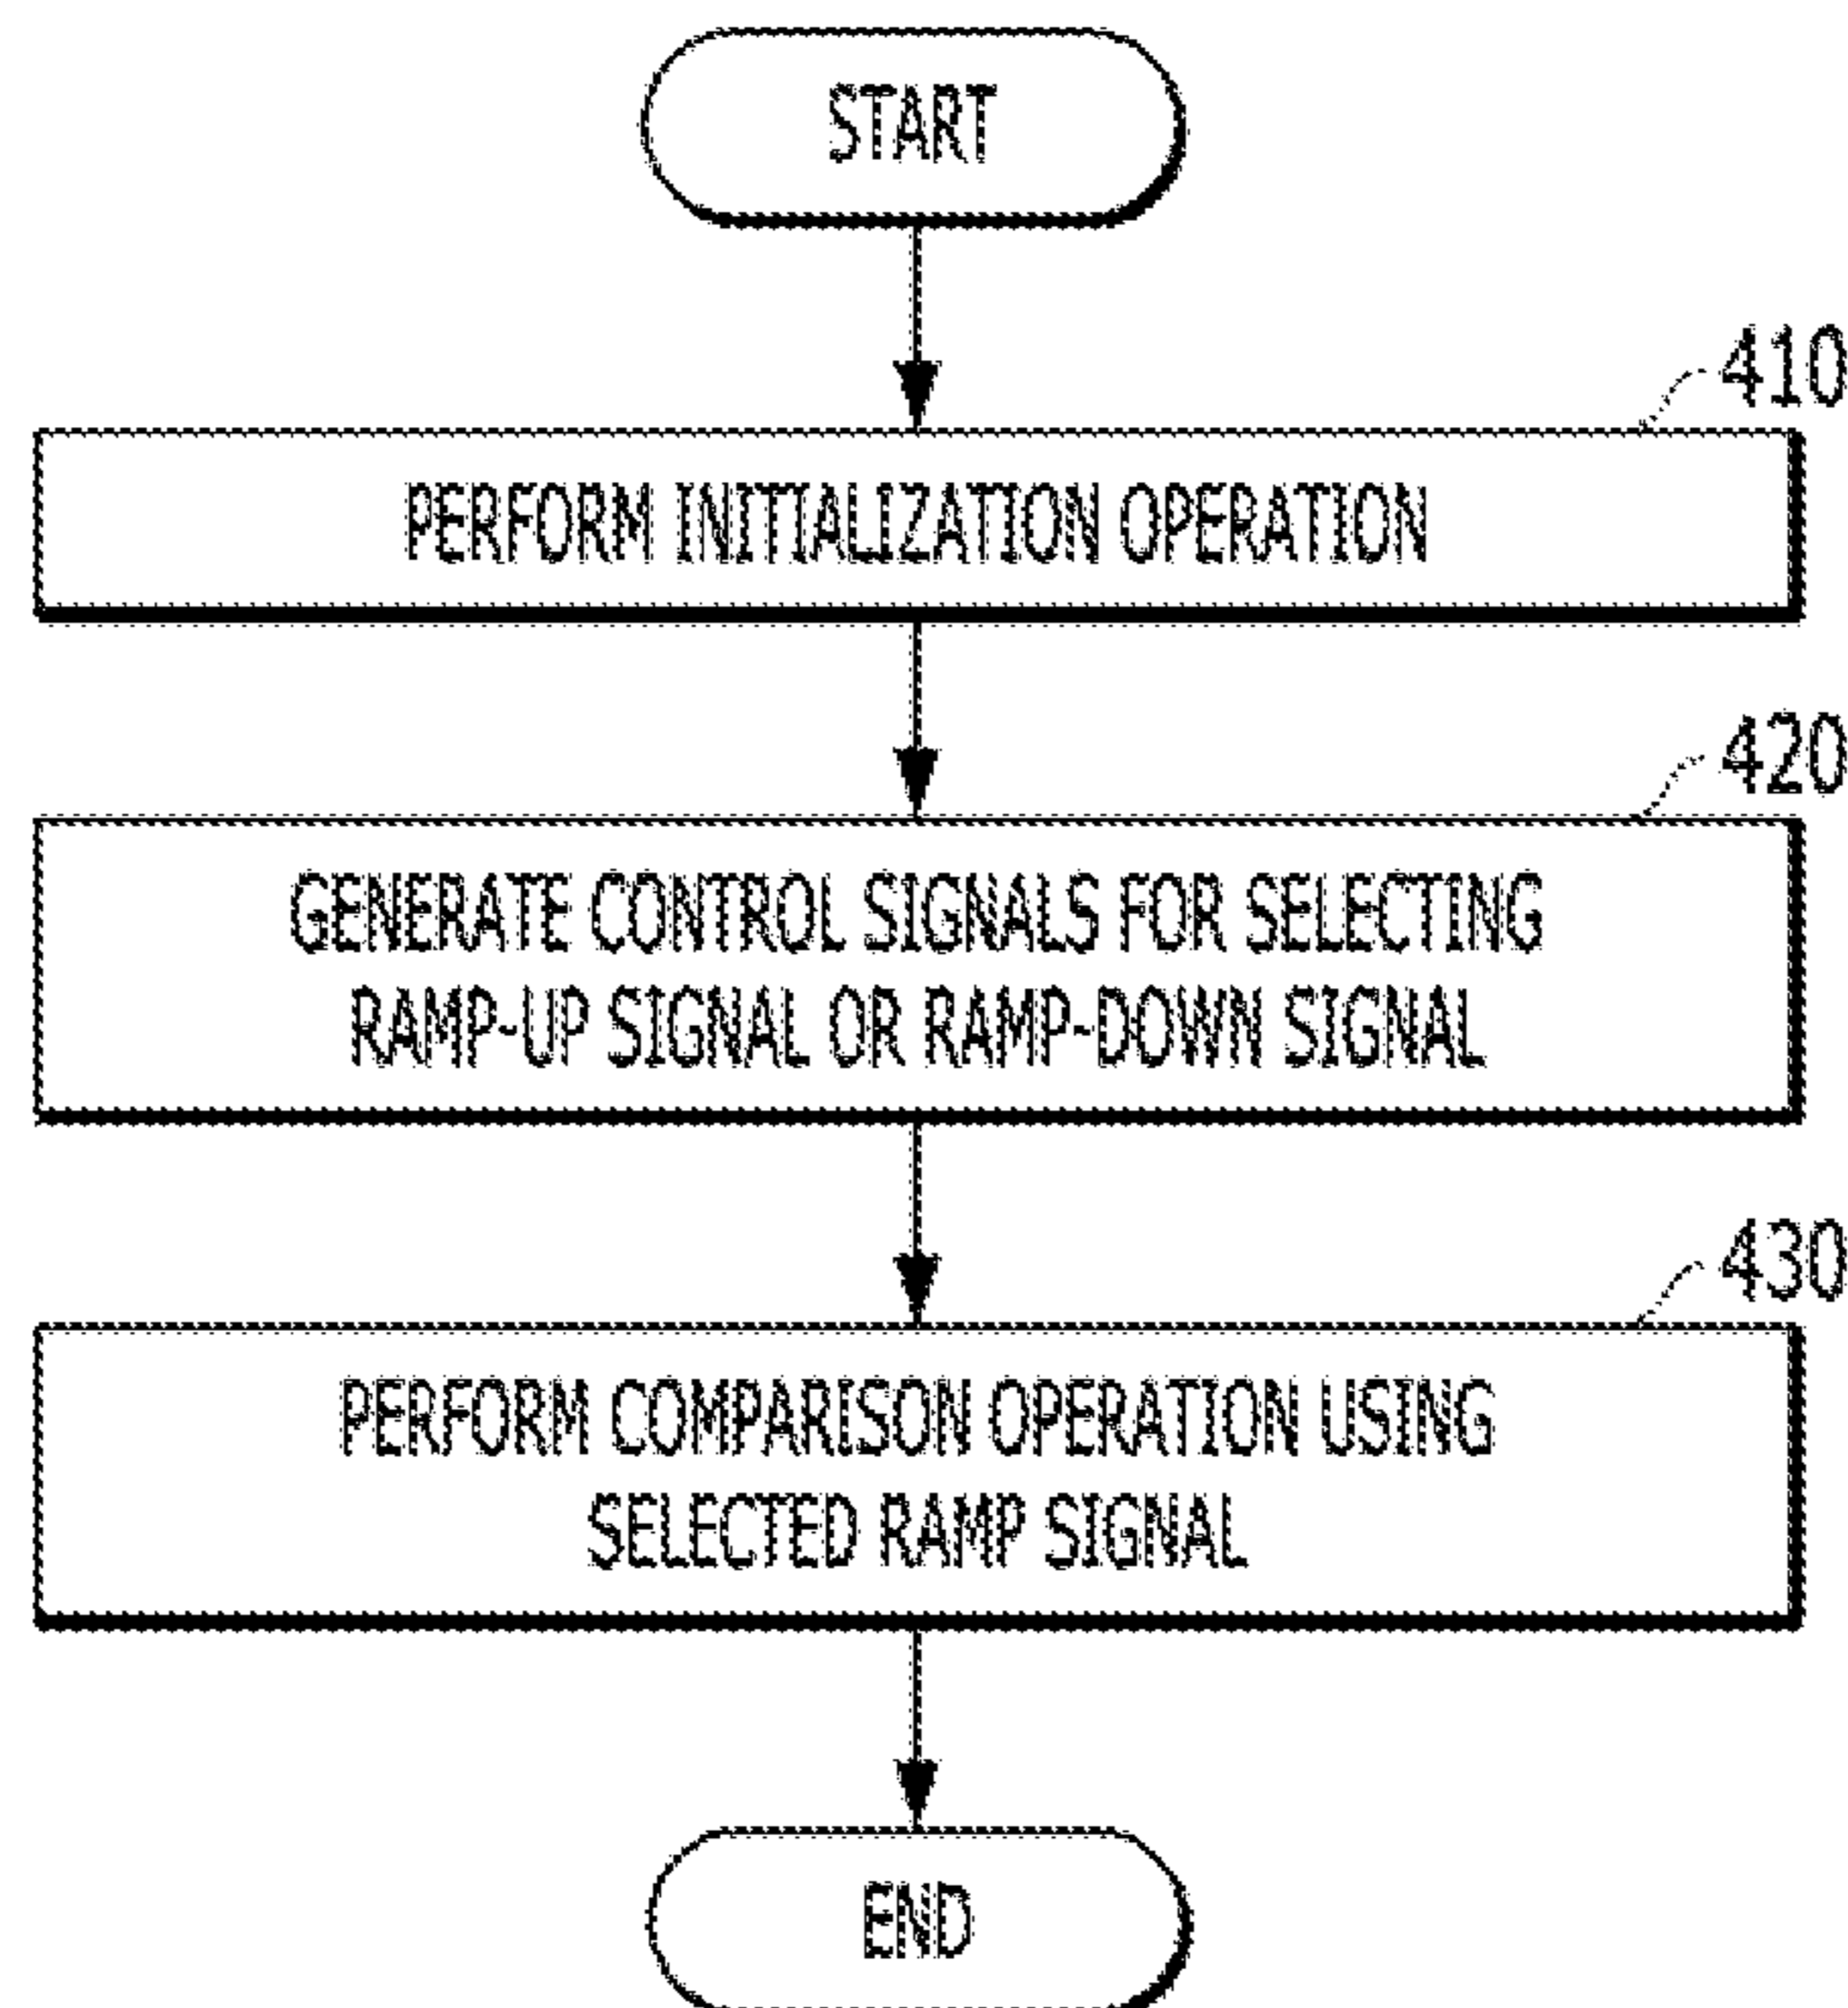 START
410
PERFORM INITIALIZATION OPERATION
420
GENERATE CONTROL SIGNALS FOR SELECTING
RAMP-UP SIGNAL OR RAMP-DOWN SIGNAL
430
PERFORM COMPARISON OPERATION USING
SELECTED RAMP SIGNAL
END